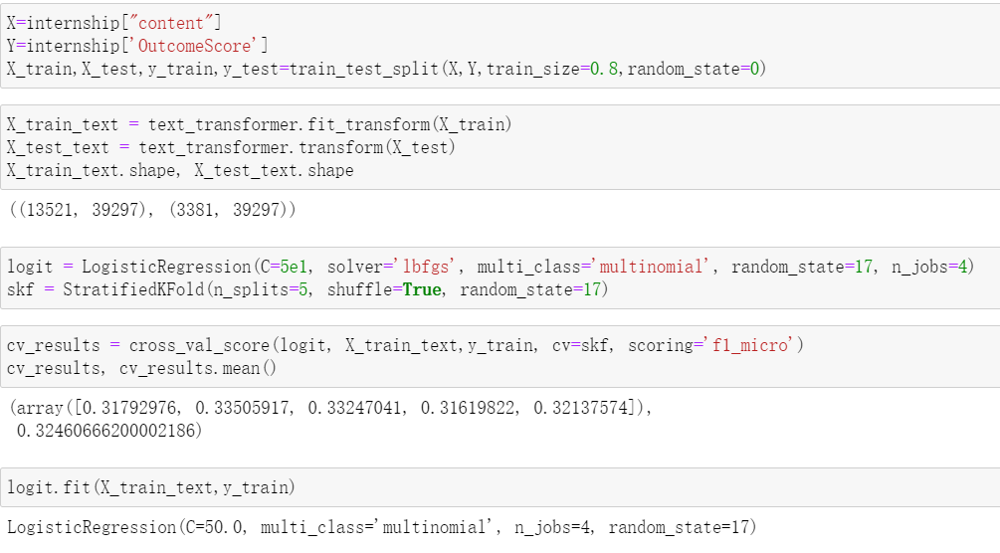 X=internship["content"]
Y=internship['OutcomeScore']
X_train,X_test,y_train,y_test=train_test_split(X,Y,train_size=0.8,random_state=0)
X_train_text = text_transformer.fit_transform(X_train)
X_test_text = text_transformer.transform(X_test)
X_train_text.shape, X_test_text.shape
((13521, 39297), (3381, 39297))
logit = LogisticRegression(C=5e1, solver='lbfgs', multi_class='multinomial', random_state=17, n_jobs=4)
skf = StratifiedKFold(n_splits=5, shuffle=True, random_state=17)
cv_results = cross_val_score(logit, X_train_text,y_train, cv=skf, scoring='f1_micro')
cv_results, cv_results.mean()
(array([0.31792976, 0.33505917, 0.33247041, 0.31619822, 0.32137574]),
 0.32460666200002186)
logit.fit(X_train_text,y_train)
LogisticRegression(C=50.0, multi_class='multinomial', n_jobs=4, random_state=17)